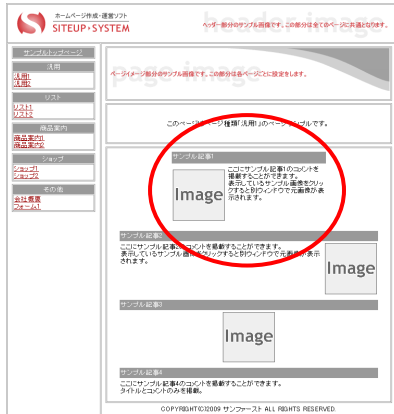 ホームページ作成・運営ソフト
SITEUP・SYSTEM
header image
ヘッダー部分のサンプル画像です。この部分は全てのページに共通となります。
サンプルトップページ
汎用
汎用1
汎用2
リスト
リスト1
リスト2
商品案内
商品案内1
商品案内2
ショップ
ショップ1
ショップ2
その他
会社概要
フォーム1
page image
ページイメージ部分のサンプル画像です。この部分は各ページごとに設定をします。
このページはページ種類「汎用1」のページサンプルです。
サンプル記事1
Image
ここにサンプル記事1のコメントを
掲載することができます。
表示しているサンプル画像をクリッ
クすると別ウィンドウで元画像が表
示されます。
サンプル記事2
ここにサンプル記事2のコメントを掲載することができます。
表示しているサンプル画像をクリックすると別ウィンドウで元画像が表示
されます。
Image
サンプル記事3
Image
サンプル記事4
ここにサンプル記事4のコメントを掲載することができます。
タイトルとコメントのみを掲載。
COPYRIGHT(C)2009 サンファースト ALL RIGHTS RESERVED.